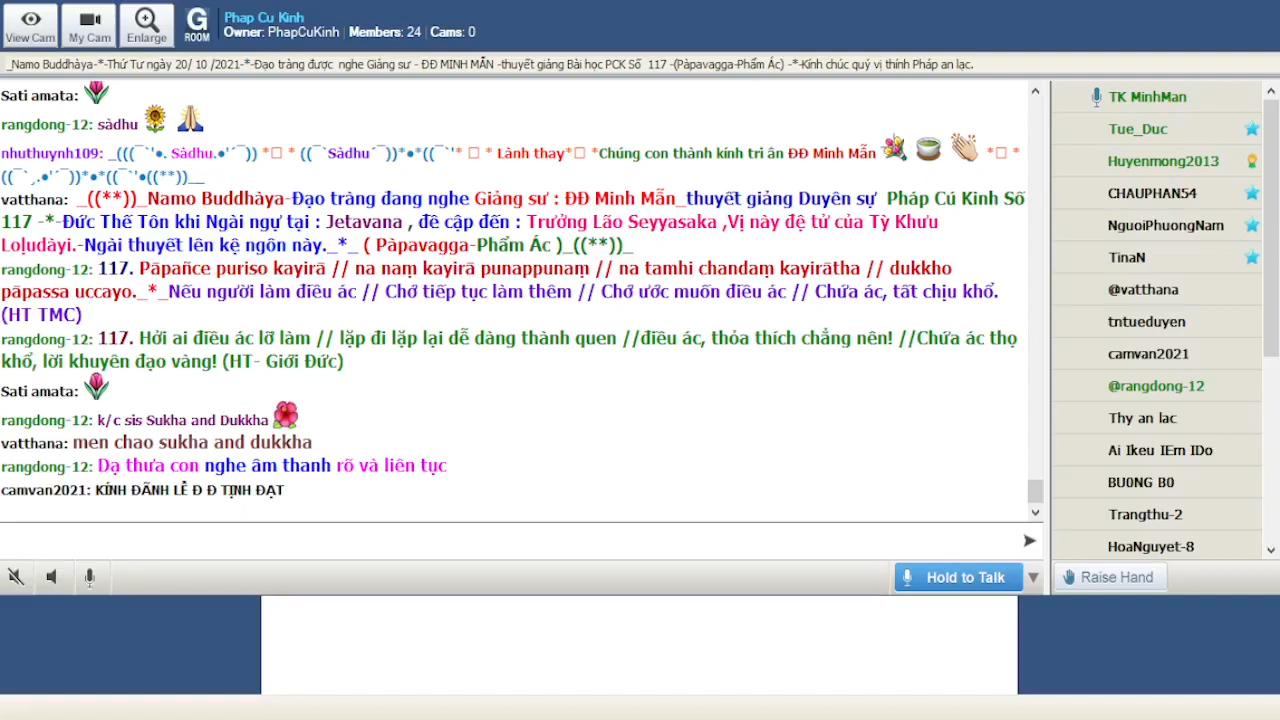 View Cam
My Cam
Enlarge
G
ROOM
Phap Cu Kinh
Owner: PhapCuKinh | Members: 24 | Cams: 0
_Namo Buddhàya-*-Thứ Tư ngày 20/ 10 /2021-*-Đạo tràng được nghe Giảng sư - ĐĐ MINH MẪN -thuyết giảng Bài học PCK Số 117 -(Pàpavagga-Phẩm Ác) -*-Kính chúc quý vị thính Pháp an lạc.
Sati amata:
rangdong-12: sàdhu
nhuthuynh109: _(((¯`'•. Sàdhu.•'´¯)) *□ * ((¯`Sàdhu´¯))*•*((¯`'* □ * Lành thay*□ *Chúng con thành kính tri ân ĐĐ Minh Mẫn *□ *
((¯`¸.•'´¯))*•*((¯`'•((**))__
vatthana: _((**))_Namo Buddhàya-Đạo tràng đang nghe Giảng sư : ĐĐ Minh Mẫn_thuyết giảng Duyên sự Pháp Cú Kinh Số
117 -*-Đức Thế Tôn khi Ngài ngự tại : Jetavana , đề cập đến : Trưởng Lão Seyyasaka ,Vị này đệ tử của Tỳ Khưu
Loḷudàyi.-Ngài thuyết lên kệ ngôn này._*_ ( Pàpavagga-Phẩm Ác )_((**))_
rangdong-12: 117. Pāpañce puriso kayirā // na naṃ kayirā punappunaṃ // na tamhi chandaṃ kayirātha // dukkho
pāpassa uccayo._*_Nếu người làm điều ác // Chớ tiếp tục làm thêm // Chớ ước muốn điều ác // Chứa ác, tất chịu khổ.
(HT TMC)
rangdong-12: 117. Hởi ai điều ác lỡ làm // lặp đi lặp lại dễ dàng thành quen //điều ác, thỏa thích chẳng nên! //Chứa ác thọ
khổ, lời khuyên đạo vàng! (HT- Giới Đức)
Sati amata:
rangdong-12: k/c sis Sukha and Dukkha
vatthana: men chao sukha and dukkha
rangdong-12: Dạ thưa con nghe âm thanh rõ và liên tục
camvan2021: KÍNH ĐÃNH LỄ Đ Đ TỊNH ĐẠT
Hold to Talk
TK MinhMan
Tue_Duc
Huyenmong2013
CHAUPHAN54
NguoiPhuongNam
TinaN
@vatthana
tntueduyen
camvan2021
@rangdong-12
Thy an lac
Ai Ikeu IEm IDo
BU0NG B0
Trangthu-2
HoaNguyet-8
Raise Hand